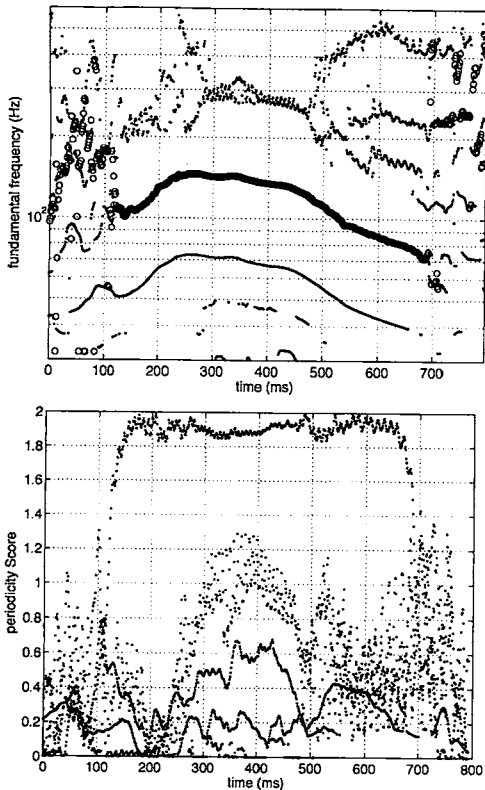 fundamental frequency (Hz)
10²
0 100 200 300 400 500 600 700
time (ms)
periodicity Score
2
1.8
1.6
1.4
1.2
1
0.8
0.6
0.4
0.2
0
0 100 200 300 400 500 600 700 800
time (ms)